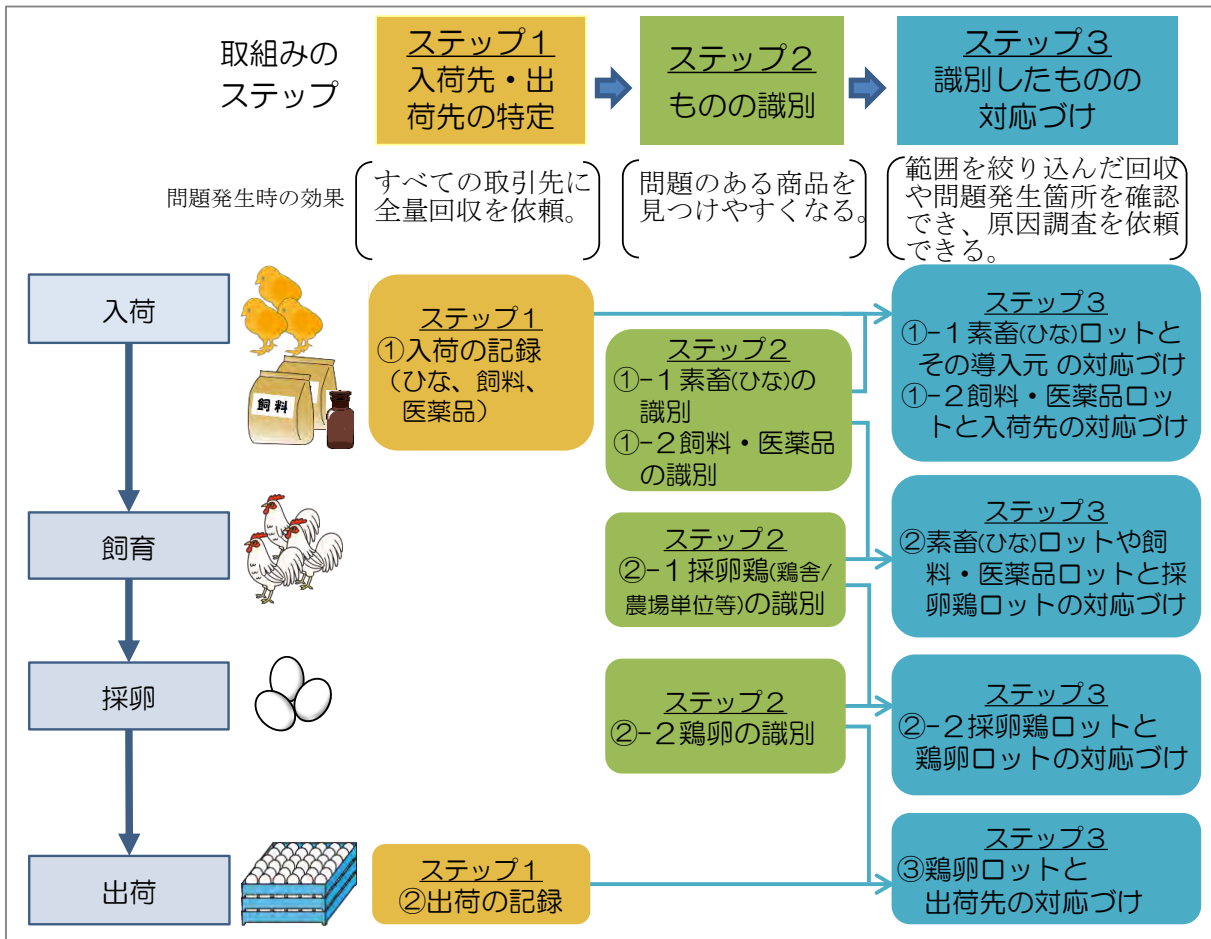 取組みの
ステップ
ステップ１
入荷先・出
荷先の特定
ステップ２
ものの識別
ステップ３
識別したものの
対応づけ
問題発生時の効果
すべての取引先に
全量回収を依頼。
問題のある商品を
見つけやすくなる。
範囲を絞り込んだ回収
や問題発生箇所を確認
でき、原因調査を依頼
できる。
入荷
飼料
ステップ１
①入荷の記録
（ひな、飼料、
医薬品）
ステップ２
①-１素畜(ひな)の
識別
①-２飼料・医薬品
の識別
ステップ３
①-１素畜(ひな)ロットと
その導入元 の対応づけ
①-２飼料・医薬品ロッ
トと入荷先の対応づけ
飼育
ステップ２
②-１採卵鶏(鶏舎/
農場単位等)の識別
ステップ３
②素畜(ひな)ロットや飼
料・医薬品ロットと採
卵鶏ロットの対応づけ
採卵
ステップ２
②-２鶏卵の識別
ステップ３
②-２採卵鶏ロットと
鶏卵ロットの対応づけ
出荷
ステップ１
②出荷の記録
ステップ３
③鶏卵ロットと
出荷先の対応づけ